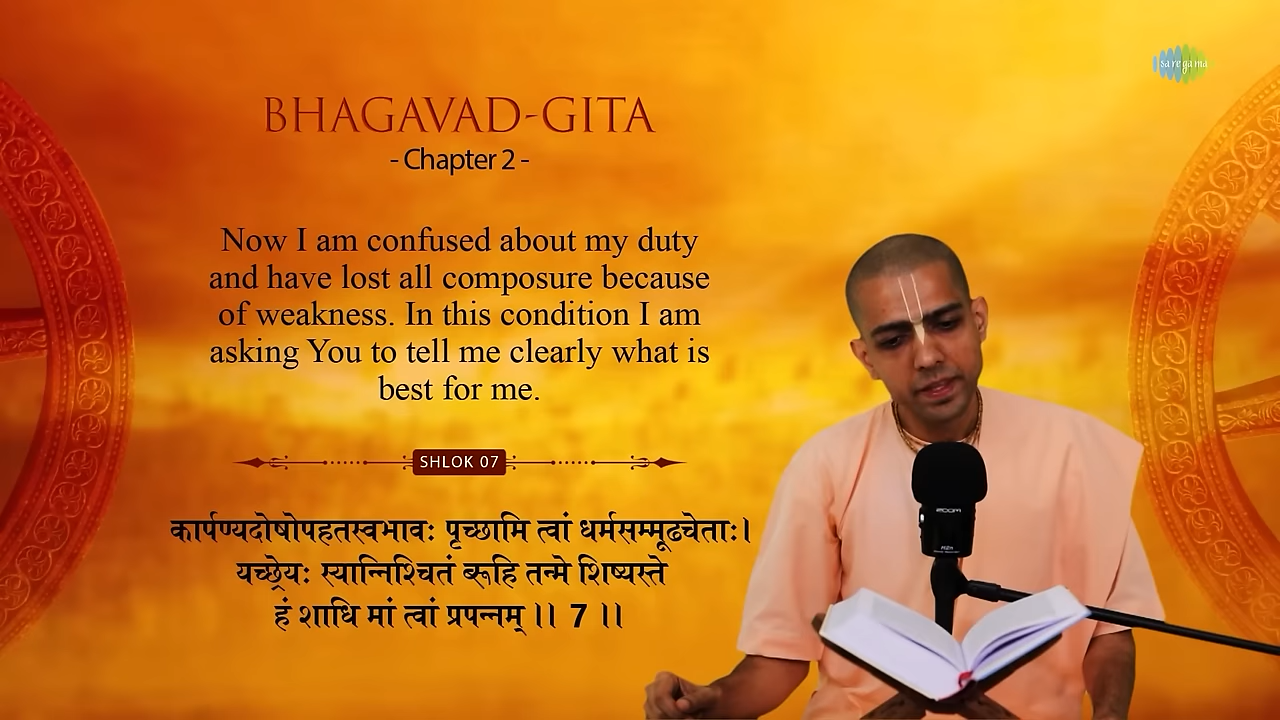 saregama
BHAGAVAD-GITA
- Chapter 2 -
Now I am confused about my duty
and have lost all composure because
of weakness. In this condition I am
asking You to tell me clearly what is
best for me.
SHLOK 07
कार्पण्यदोषोपहतस्वभावः पृच्छामि त्वां धर्मसम्मूढचेताः।
यच्छ्रेयः स्यान्निश्चितं ब्रूहि तन्मे शिष्यस्ते
हं शाधि मां त्वां प्रपन्नम् ।। 7 ।।
zoom